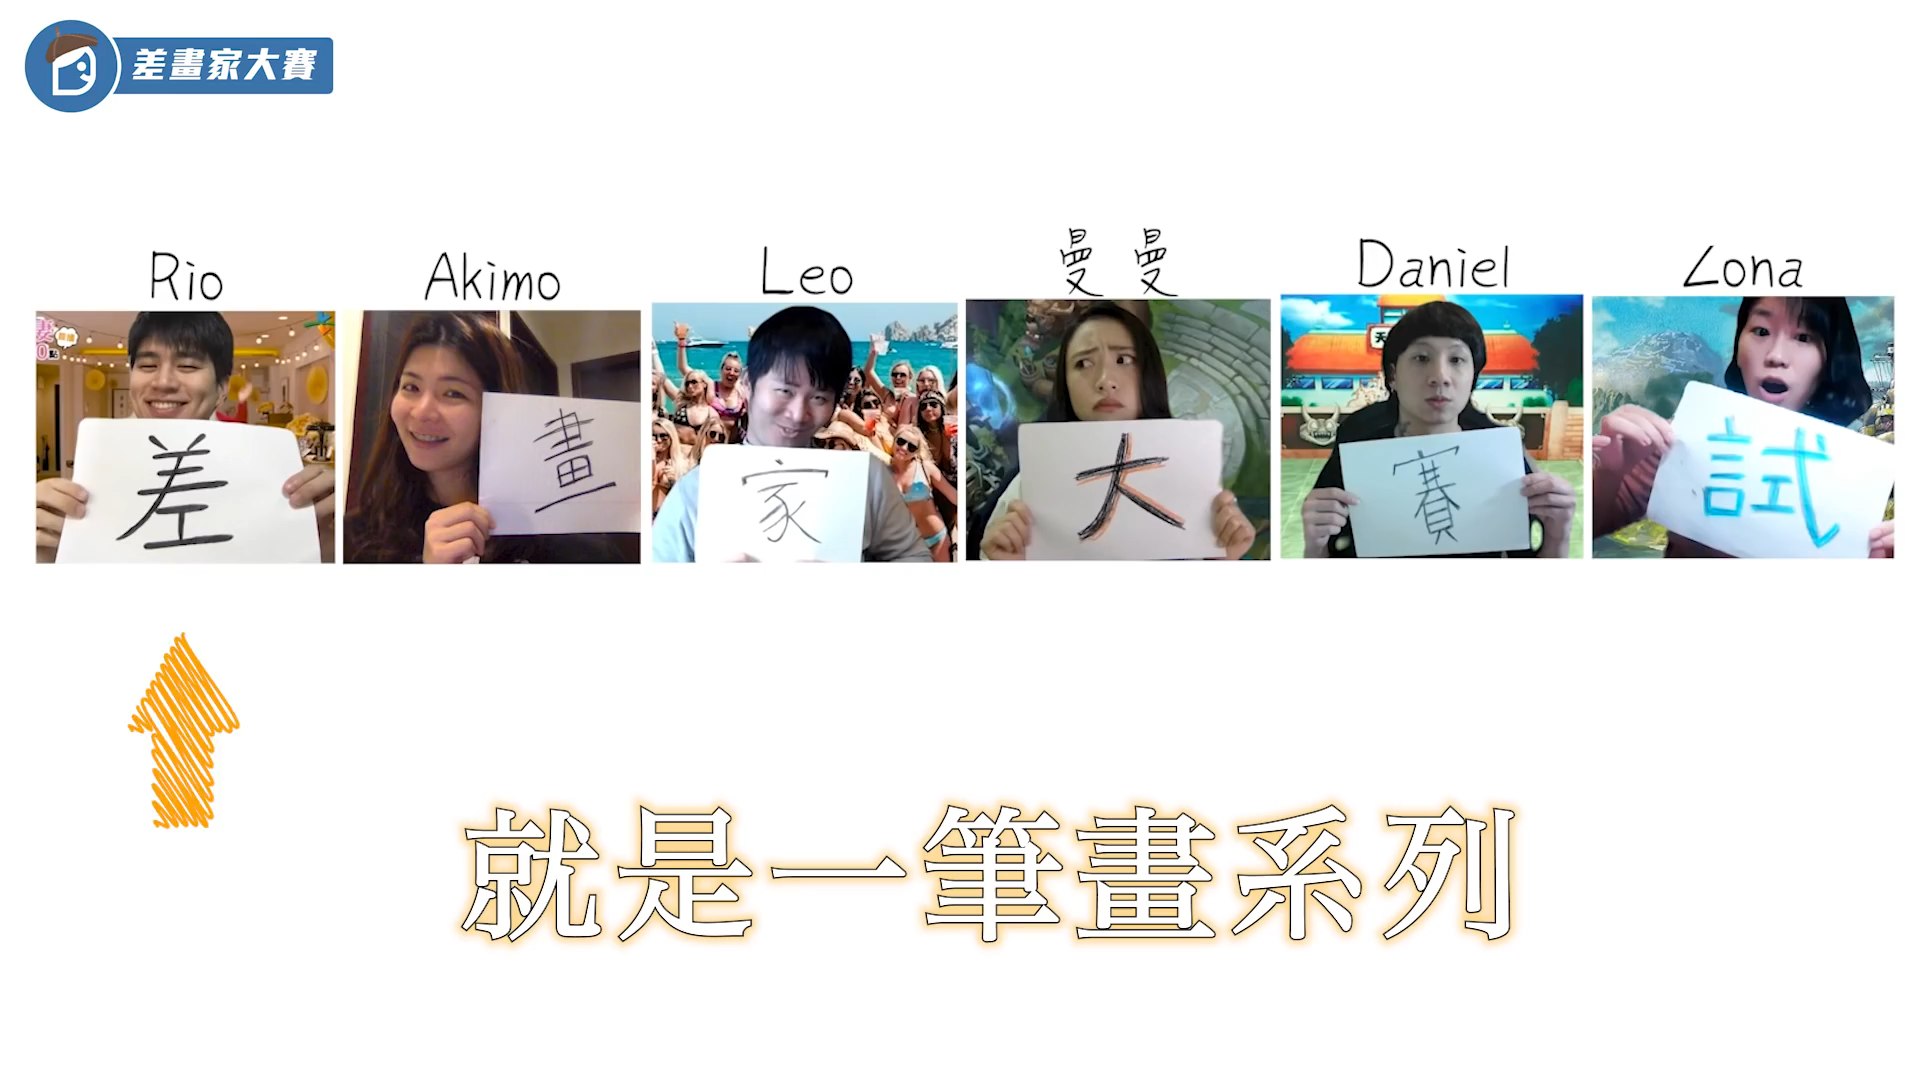 差畫家大賽
Rio
Akimo
Leo
曼曼
Daniel
Lona
差
畫
家
大
賽
試
就是一筆畫系列